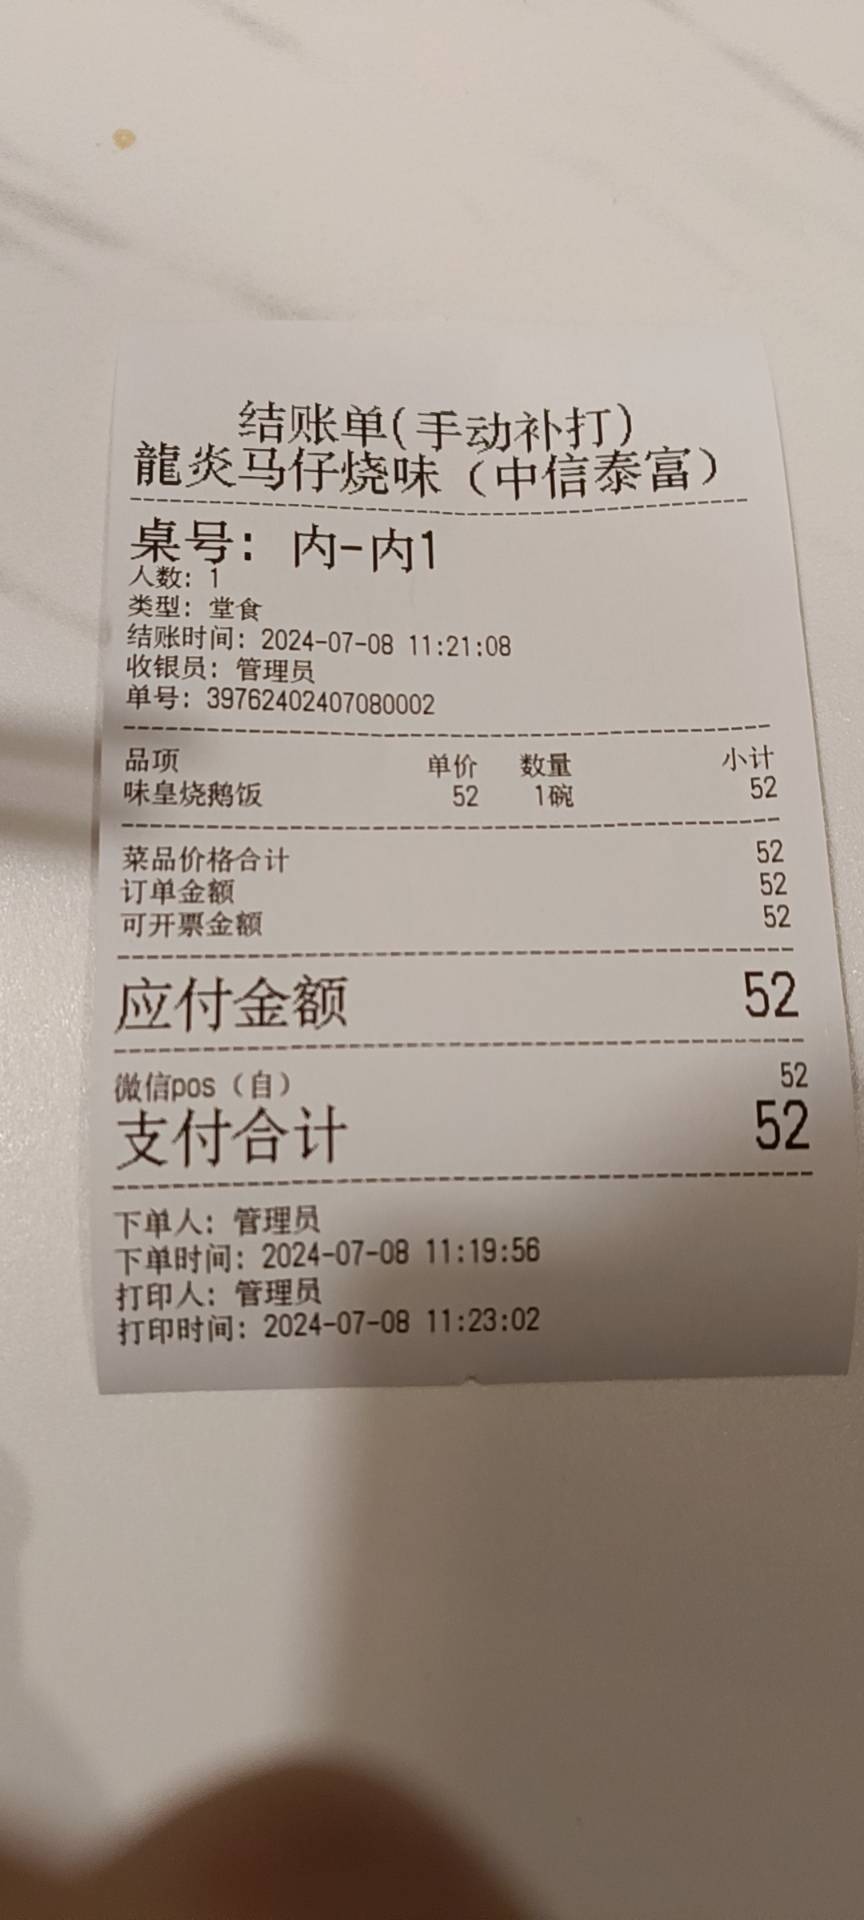 结账单(手动补打)
龍炎马仔烧味（中信泰富）
桌号: 内-内1
人数: 1
类型: 堂食
结账时间: 2024-07-08 11:21:08
收银员: 管理员
单号: 39762402407080002
品项 单价 数量 小计
味皇烧鹅饭 52 1碗 52
菜品价格合计 52
订单金额 52
可开票金额 52
应付金额 52
微信pos（自） 52
支付合计 52
下单人: 管理员
下单时间: 2024-07-08 11:19:56
打印人: 管理员
打印时间: 2024-07-08 11:23:02